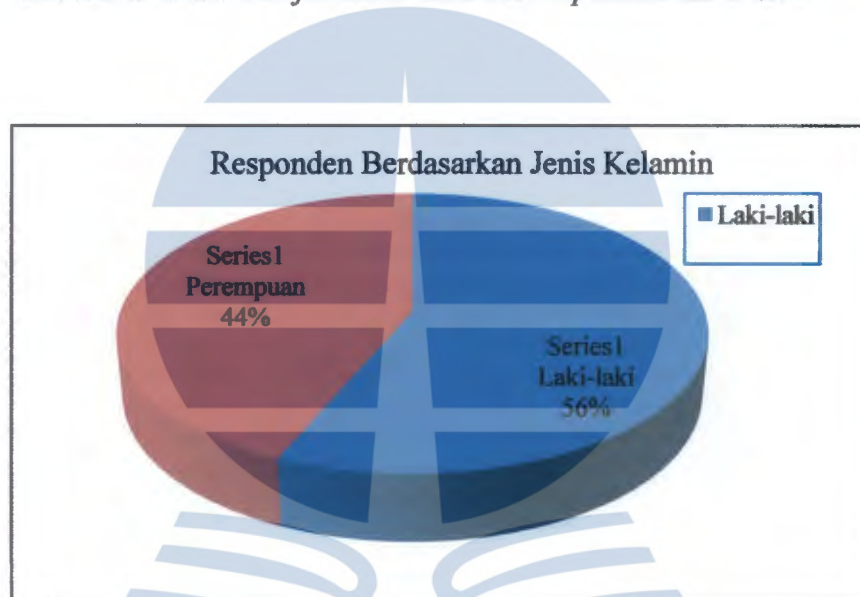 Responden Berdasarkan Jenis Kelamin
Laki-laki
Series1
Perempuan
44%
Series1
Laki-laki
56%